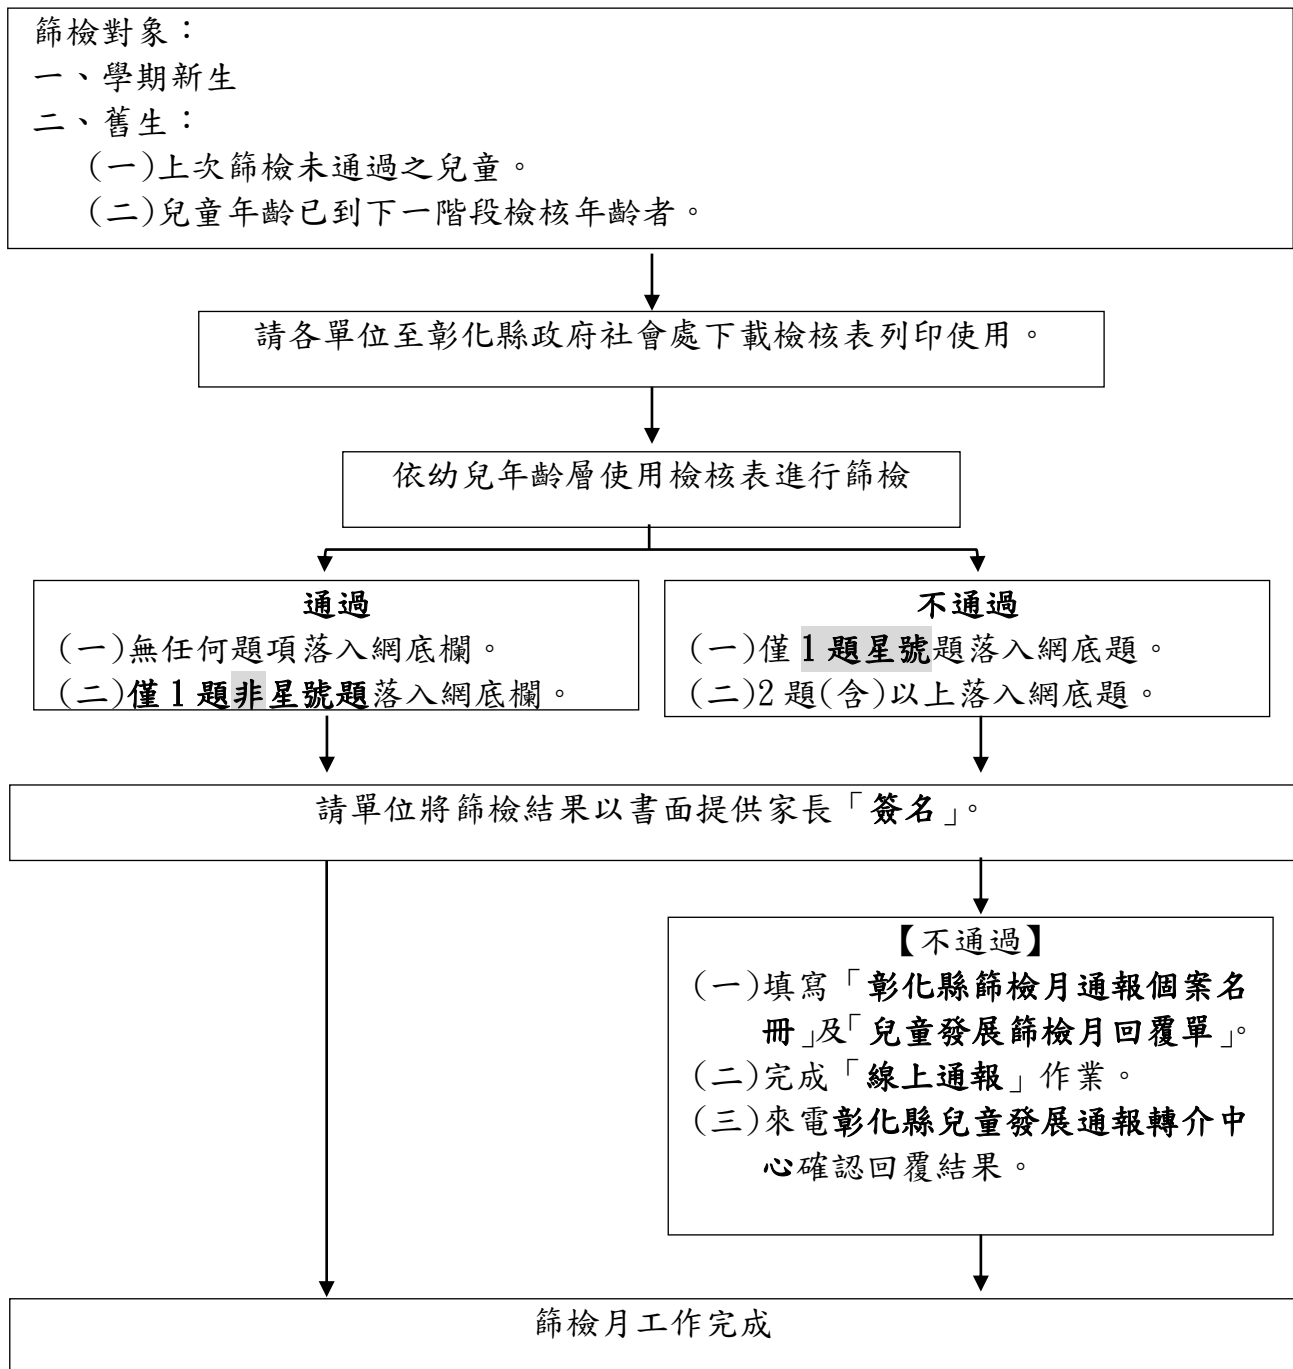 篩檢對象：
一、學期新生
二、舊生：
(一)上次篩檢未通過之兒童。
(二)兒童年齡已到下一階段檢核年齡者。
請各單位至彰化縣政府社會處下載檢核表列印使用。
依幼兒年齡層使用檢核表進行篩檢
通過
(一)無任何題項落入網底欄。
(二)僅1題非星號題落入網底欄。
不通過
(一)僅1題星號題落入網底題。
(二)2題(含)以上落入網底題。
請單位將篩檢結果以書面提供家長「簽名」。
【不通過】
(一)填寫「彰化縣篩檢月通報個案名
冊」及「兒童發展篩檢月回覆單」。
(二)完成「線上通報」作業。
(三)來電彰化縣兒童發展通報轉介中
心確認回覆結果。
篩檢月工作完成